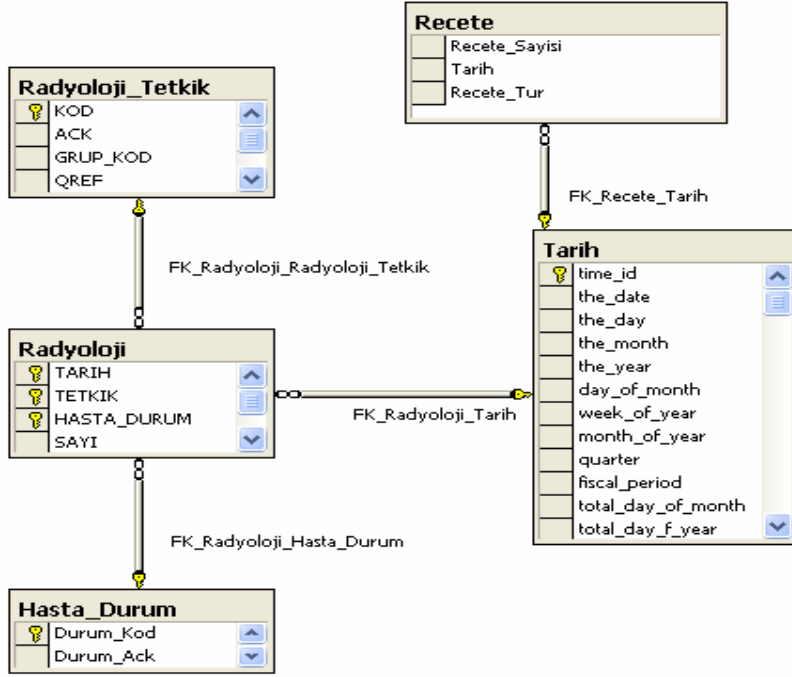 Recete
Recete_Sayisi
Tarih
Recete_Tur
Radyoloji_Tetkik
KOD
ACK
GRUP_KOD
QREF
FK_Recete_Tarih
FK_Radyoloji_Radyoloji_Tetkik
Tarih
time_id
the_date
the_day
the_month
the_year
day_of_month
week_of_year
month_of_year
quarter
fiscal_period
total_day_of_month
total_day_f_year
Radyoloji
TARIH
TETKIK
HASTA_DURUM
SAYI
FK_Radyoloji_Tarih
FK_Radyoloji_Hasta_Durum
Hasta_Durum
Durum_Kod
Durum_Ack